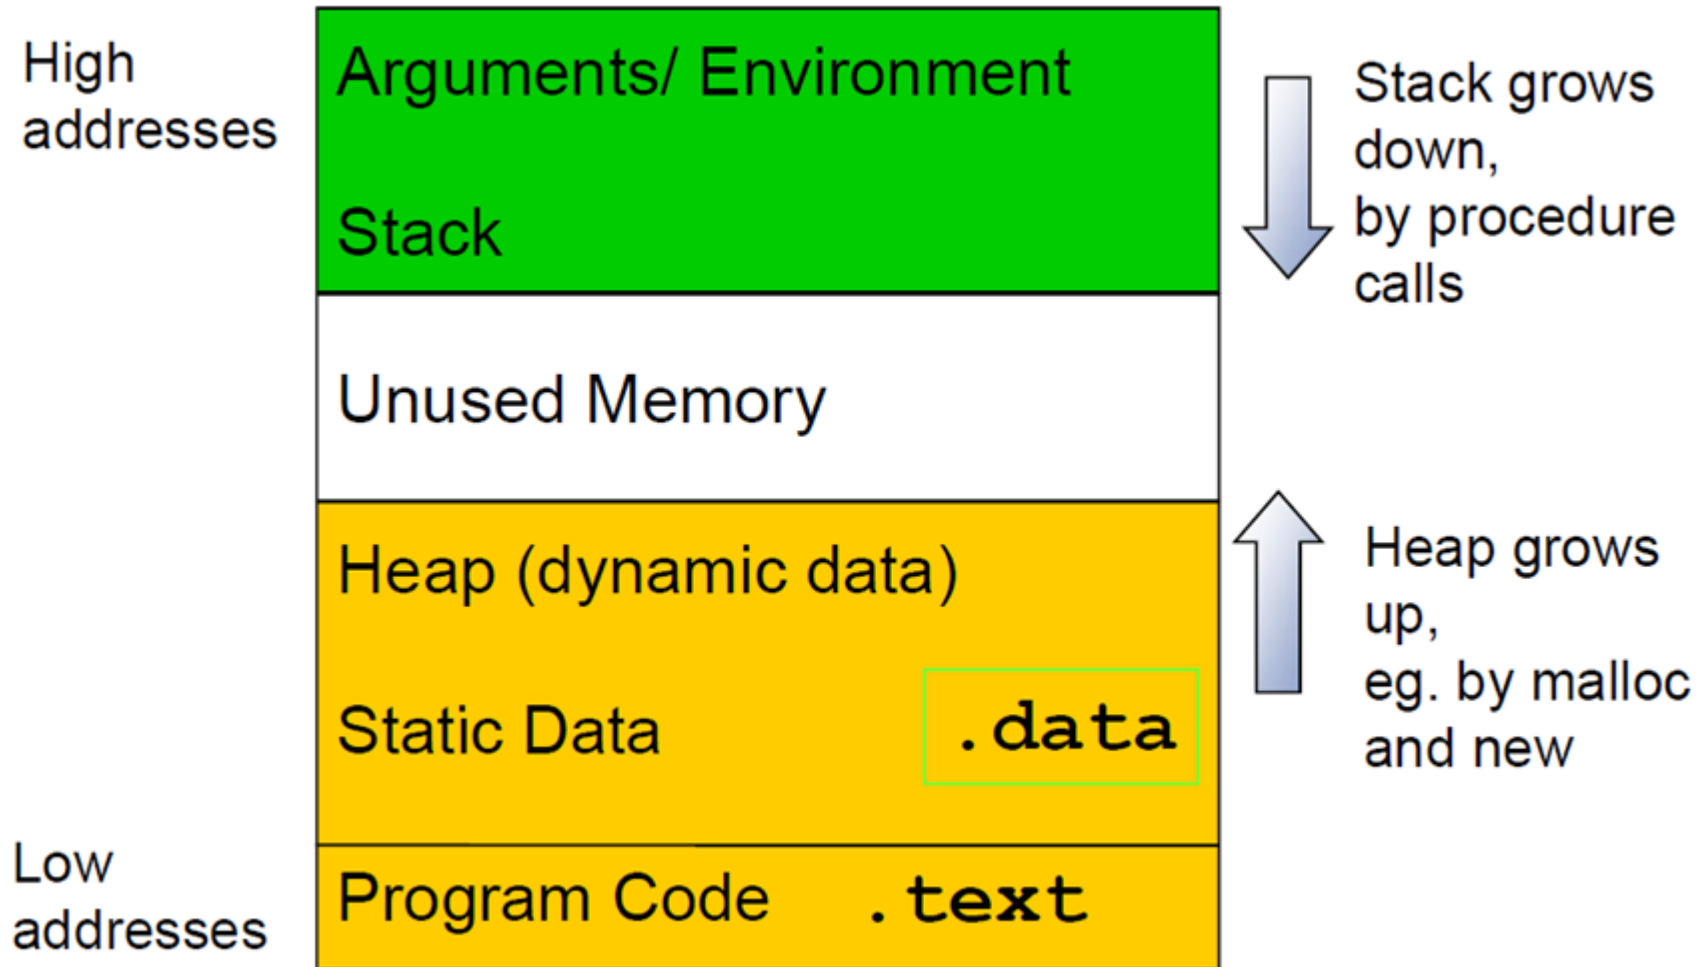 High
addresses
Arguments/ Environment
Stack
Stack grows
down,
by procedure
calls
Unused Memory
Heap (dynamic data)
Heap grows
up,
eg. by malloc
and new
Static Data
.data
Low
addresses
Program Code
.text